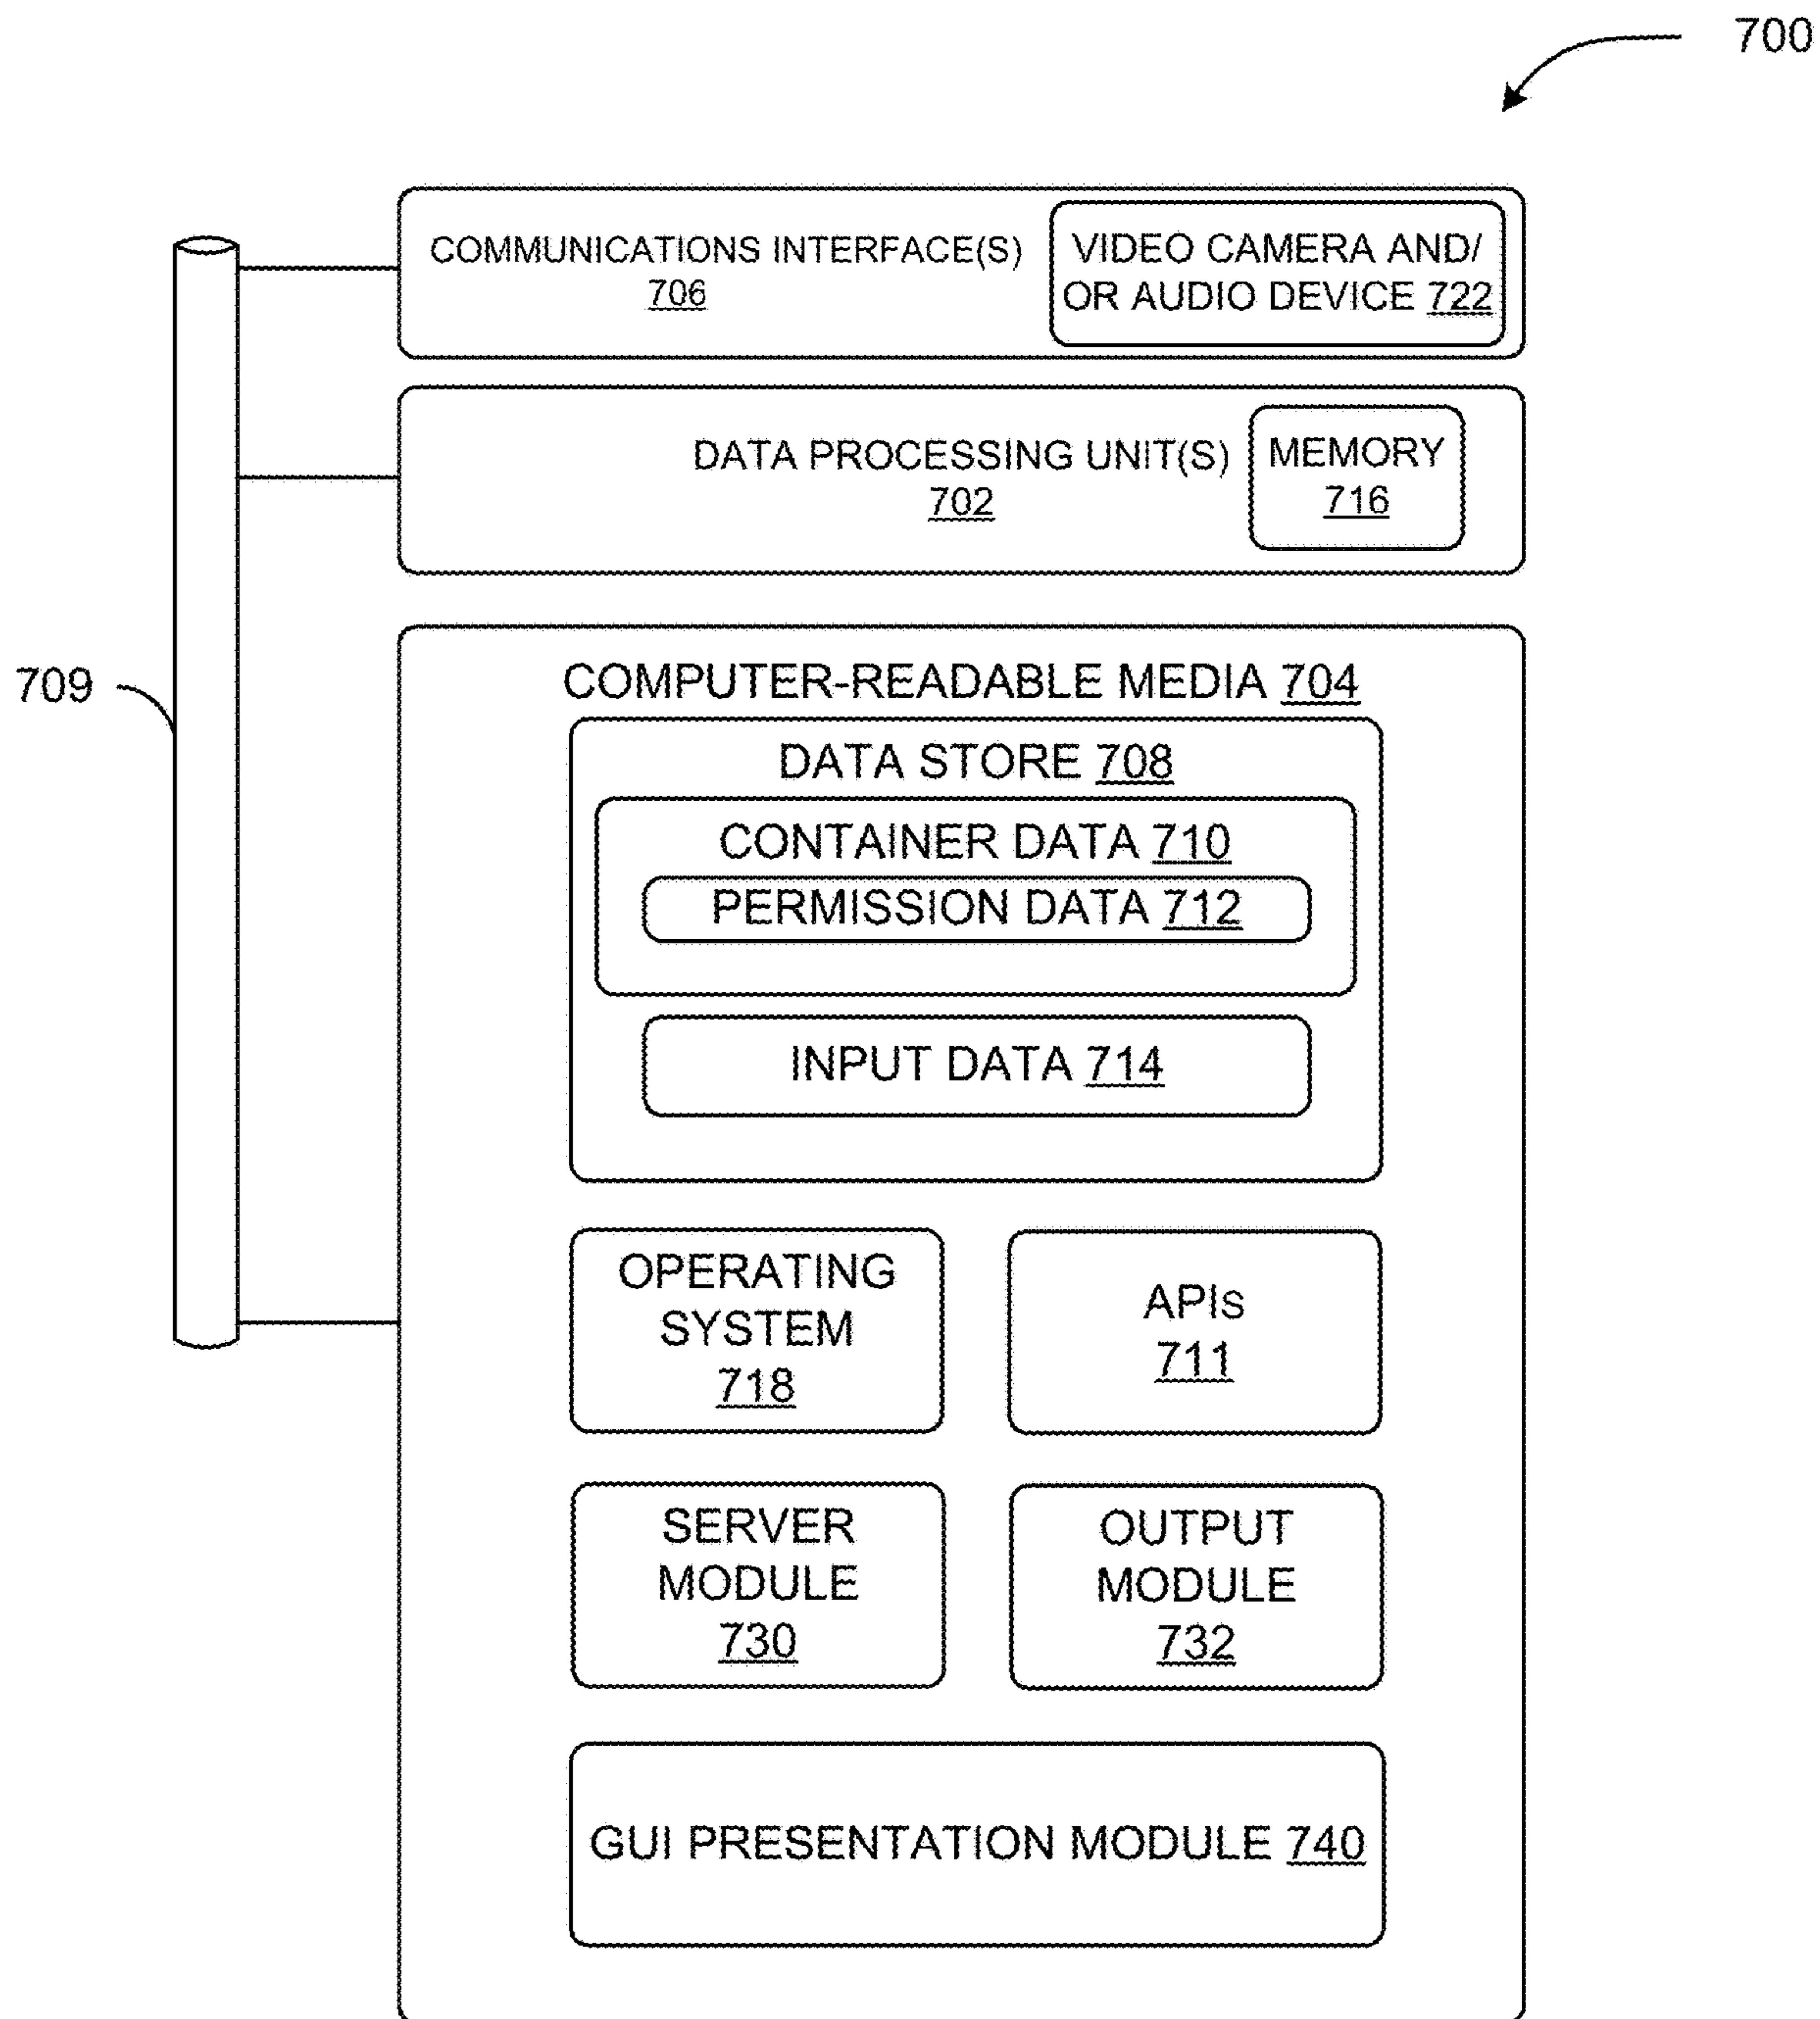 700
COMMUNICATIONS INTERFACE(S)
706
VIDEO CAMERA AND/
OR AUDIO DEVICE 722
DATA PROCESSING UNIT(S)
702
MEMORY
716
709
COMPUTER-READABLE MEDIA 704
DATA STORE 708
CONTAINER DATA 710
PERMISSION DATA 712
INPUT DATA 714
OPERATING
SYSTEM
718
APIs
711
SERVER
MODULE
730
OUTPUT
MODULE
732
GUI PRESENTATION MODULE 740